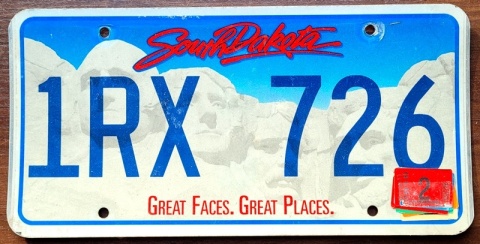 South Dakota
1RX 726
2
GREAT FACES. GREAT PLACES.